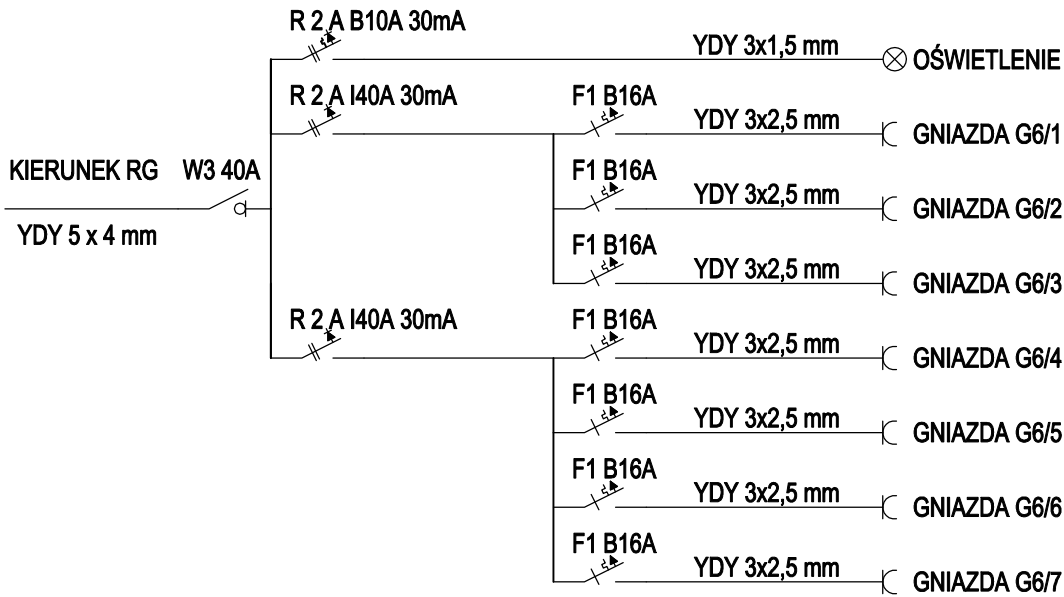 R 2 A B10A 30mA
YDY 3x1,5 mm
OŚWIETLENIE
R 2 A I40A 30mA
F1 B16A
YDY 3x2,5 mm
GNIAZDA G6/1
KIERUNEK RG
W3 40A
YDY 5 x 4 mm
F1 B16A
YDY 3x2,5 mm
GNIAZDA G6/2
F1 B16A
YDY 3x2,5 mm
GNIAZDA G6/3
R 2 A I40A 30mA
F1 B16A
YDY 3x2,5 mm
GNIAZDA G6/4
F1 B16A
YDY 3x2,5 mm
GNIAZDA G6/5
F1 B16A
YDY 3x2,5 mm
GNIAZDA G6/6
F1 B16A
YDY 3x2,5 mm
GNIAZDA G6/7